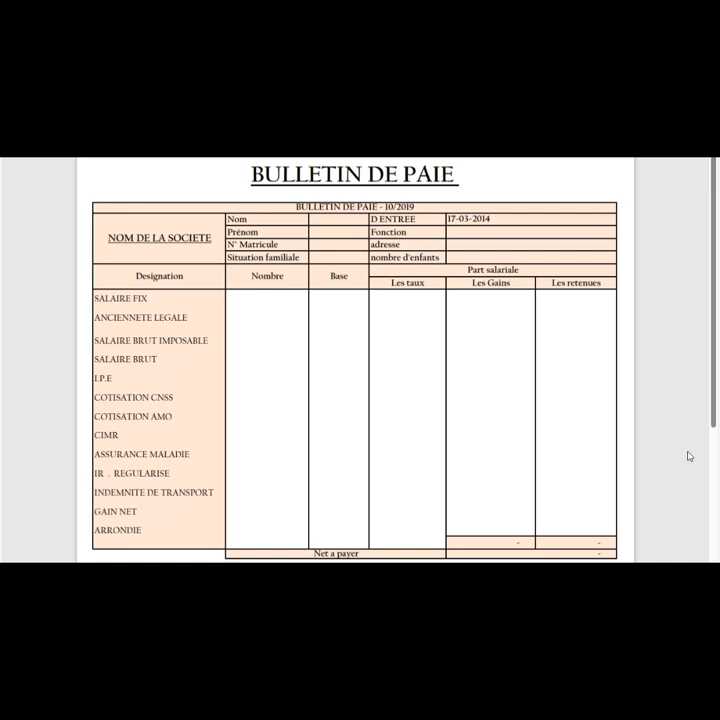 BULLETIN DE PAIE
BULLETIN DE PAIE - 10/2019
NOM DE LA SOCIETE
Nom D ENTREE 17-03-2014
Prénom Fonction
N° Matricule adresse
Situation familiale nombre d'enfants
Designation Nombre Base Part salariale
Les taux Les Gains Les retenues
SALAIRE FIX
ANCIENNETE LEGALE
SALAIRE BRUT IMPOSABLE
SALAIRE BRUT
I.P.E
COTISATION CNSS
COTISATION AMO
CIMR
ASSURANCE MALADIE
IR . REGULARISE
INDEMNITE DE TRANSPORT
GAIN NET
ARRONDIE
- -
Net a payer -